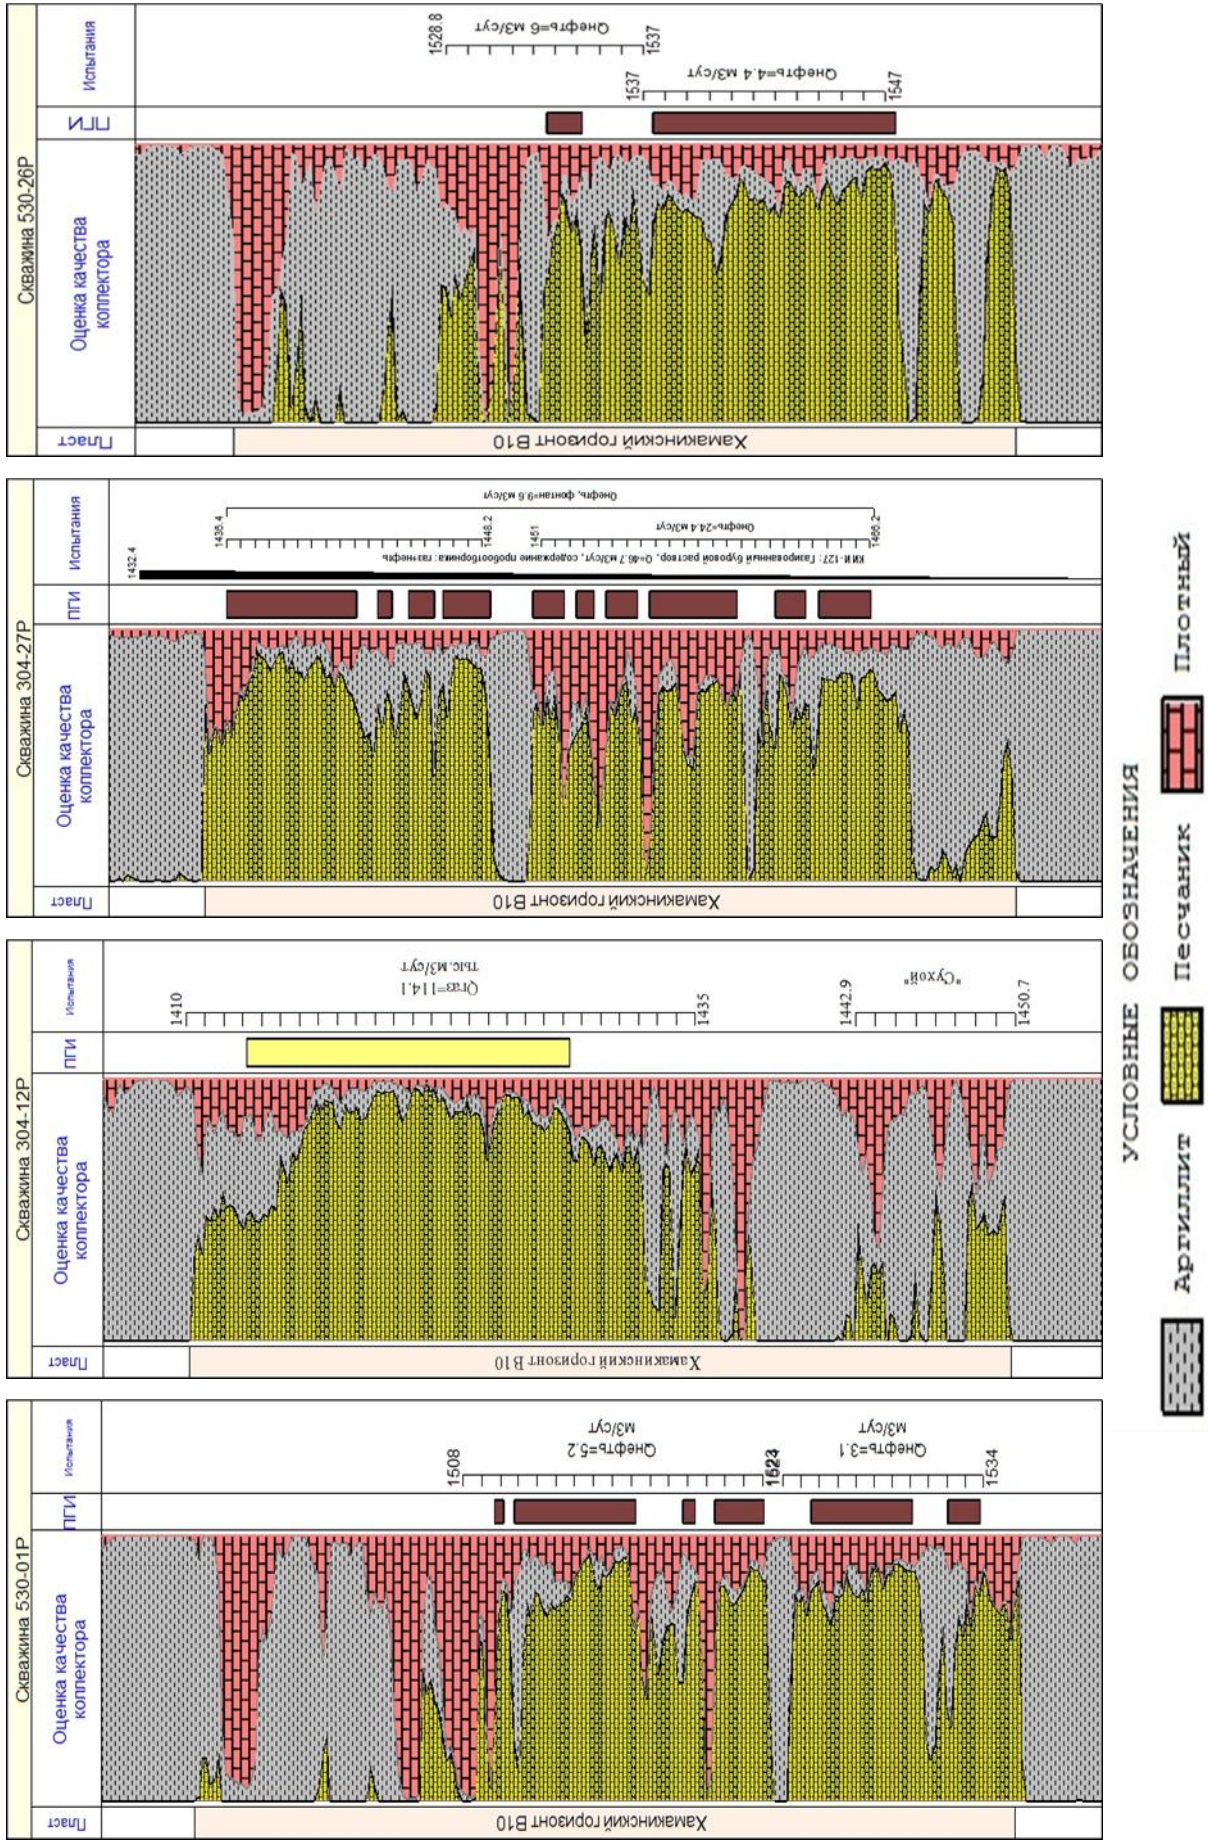 Скважина 530-01Р
Пласт
Оценка качества
коллектора
ПГИ
Испытания
Хамакинский горизонт В10
1508
Qнефть=5.2
м3/сут
1523
Qнефть=3.1
м3/сут
1534
Скважина 304-12Р
Пласт
Оценка качества
коллектора
ПГИ
Испытания
Хамакинский горизонт В10
1410
Qгаз=114.1
тыс.м3/сут
1435
1442.9
"Сухой"
1450.7
Скважина 304-27Р
Пласт
Оценка качества
коллектора
ПГИ
Испытания
Хамакинский горизонт В10
1432.4
КИИ-127: Газированный буровой раствор, Q=46.7 м3/сут, содержание пробоотборника: газ+нефть
1436.4
1448.2
1451
Qнефть=24.4 м3/сут
1466.2
Qнефть, фонтан=9.6 м3/сут
Скважина 530-26Р
Пласт
Оценка качества
коллектора
ПГИ
Испытания
Хамакинский горизонт В10
1528.8
Qнефть=6 м3/сут
1537
1537
Qнефть=4.4 м3/сут
1547
УСЛОВНЫЕ ОБОЗНАЧЕНИЯ
Аргиллит
Песчаник
Плотный